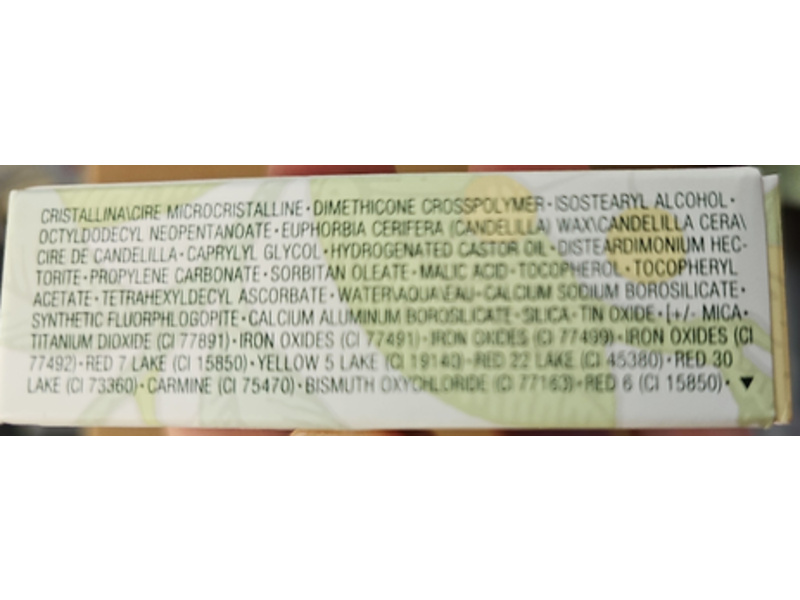 CRISTALLINA\CIRE MICROCRISTALLINE • DIMETHICONE CROSSPOLYMER • ISOSTEARYL ALCOHOL •
OCTYLDODECYL NEOPENTANOATE • EUPHORBIA CERIFERA (CANDELILLA) WAX\CANDELILLA CERA\
CIRE DE CANDELILLA • CAPRYLYL GLYCOL • HYDROGENATED CASTOR OIL • DISTEARDIMONIUM HEC-
TORITE • PROPYLENE CARBONATE • SORBITAN OLEATE • MALIC ACID • TOCOPHEROL • TOCOPHERYL
ACETATE • TETRAHEXYLDECYL ASCORBATE • WATER\AQUA\EAU • CALCIUM SODIUM BOROSILICATE •
SYNTHETIC FLUORPHLOGOPITE • CALCIUM ALUMINUM BOROSILICATE • SILICA • TIN OXIDE • [+/- MICA •
TITANIUM DIOXIDE (CI 77891) • IRON OXIDES (CI 77491) • IRON OXIDES (CI 77499) • IRON OXIDES (CI
77492) • RED 7 LAKE (CI 15850) • YELLOW 5 LAKE (CI 19140) • RED 22 LAKE (CI 45380) • RED 30
LAKE (CI 73360) • CARMINE (CI 75470) • BISMUTH OXYCHLORIDE (CI 77163) • RED 6 (CI 15850) • ▼